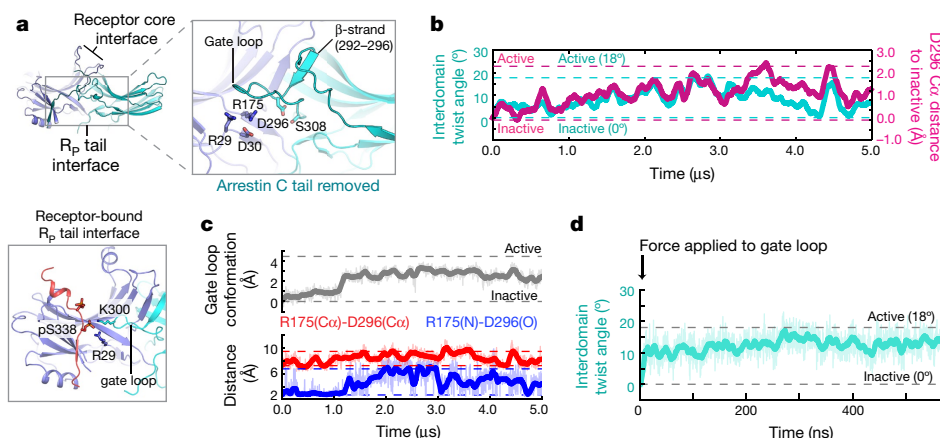 a
Receptor core
interface
R_P tail
interface
Gate loop
β-strand
(292–296)
R175
D296
S308
R29
D30
Arrestin C tail removed
Receptor-bound
R_P tail interface
K300
pS338
R29
gate loop
b
Interdomain
twist angle (º)
30
20
10
0
Active
Active (18º)
Inactive
Inactive (0º)
3.0
2.0
1.0
0.0
-1.0
D296 Cα distance
to inactive (Å)
0.0
1.0
2.0
3.0
4.0
5.0
Time (μs)
c
Gate loop
conformation
(Å)
4
2
0
Active
Inactive
R175(Cα)-D296(Cα)
R175(N)-D296(O)
Distance
(Å)
10
6
2
0.0
1.0
2.0
3.0
4.0
5.0
Time (μs)
d
Force applied to gate loop
Interdomain
twist angle (º)
30
20
10
0
Active (18º)
Inactive (0º)
0
200
400
Time (ns)